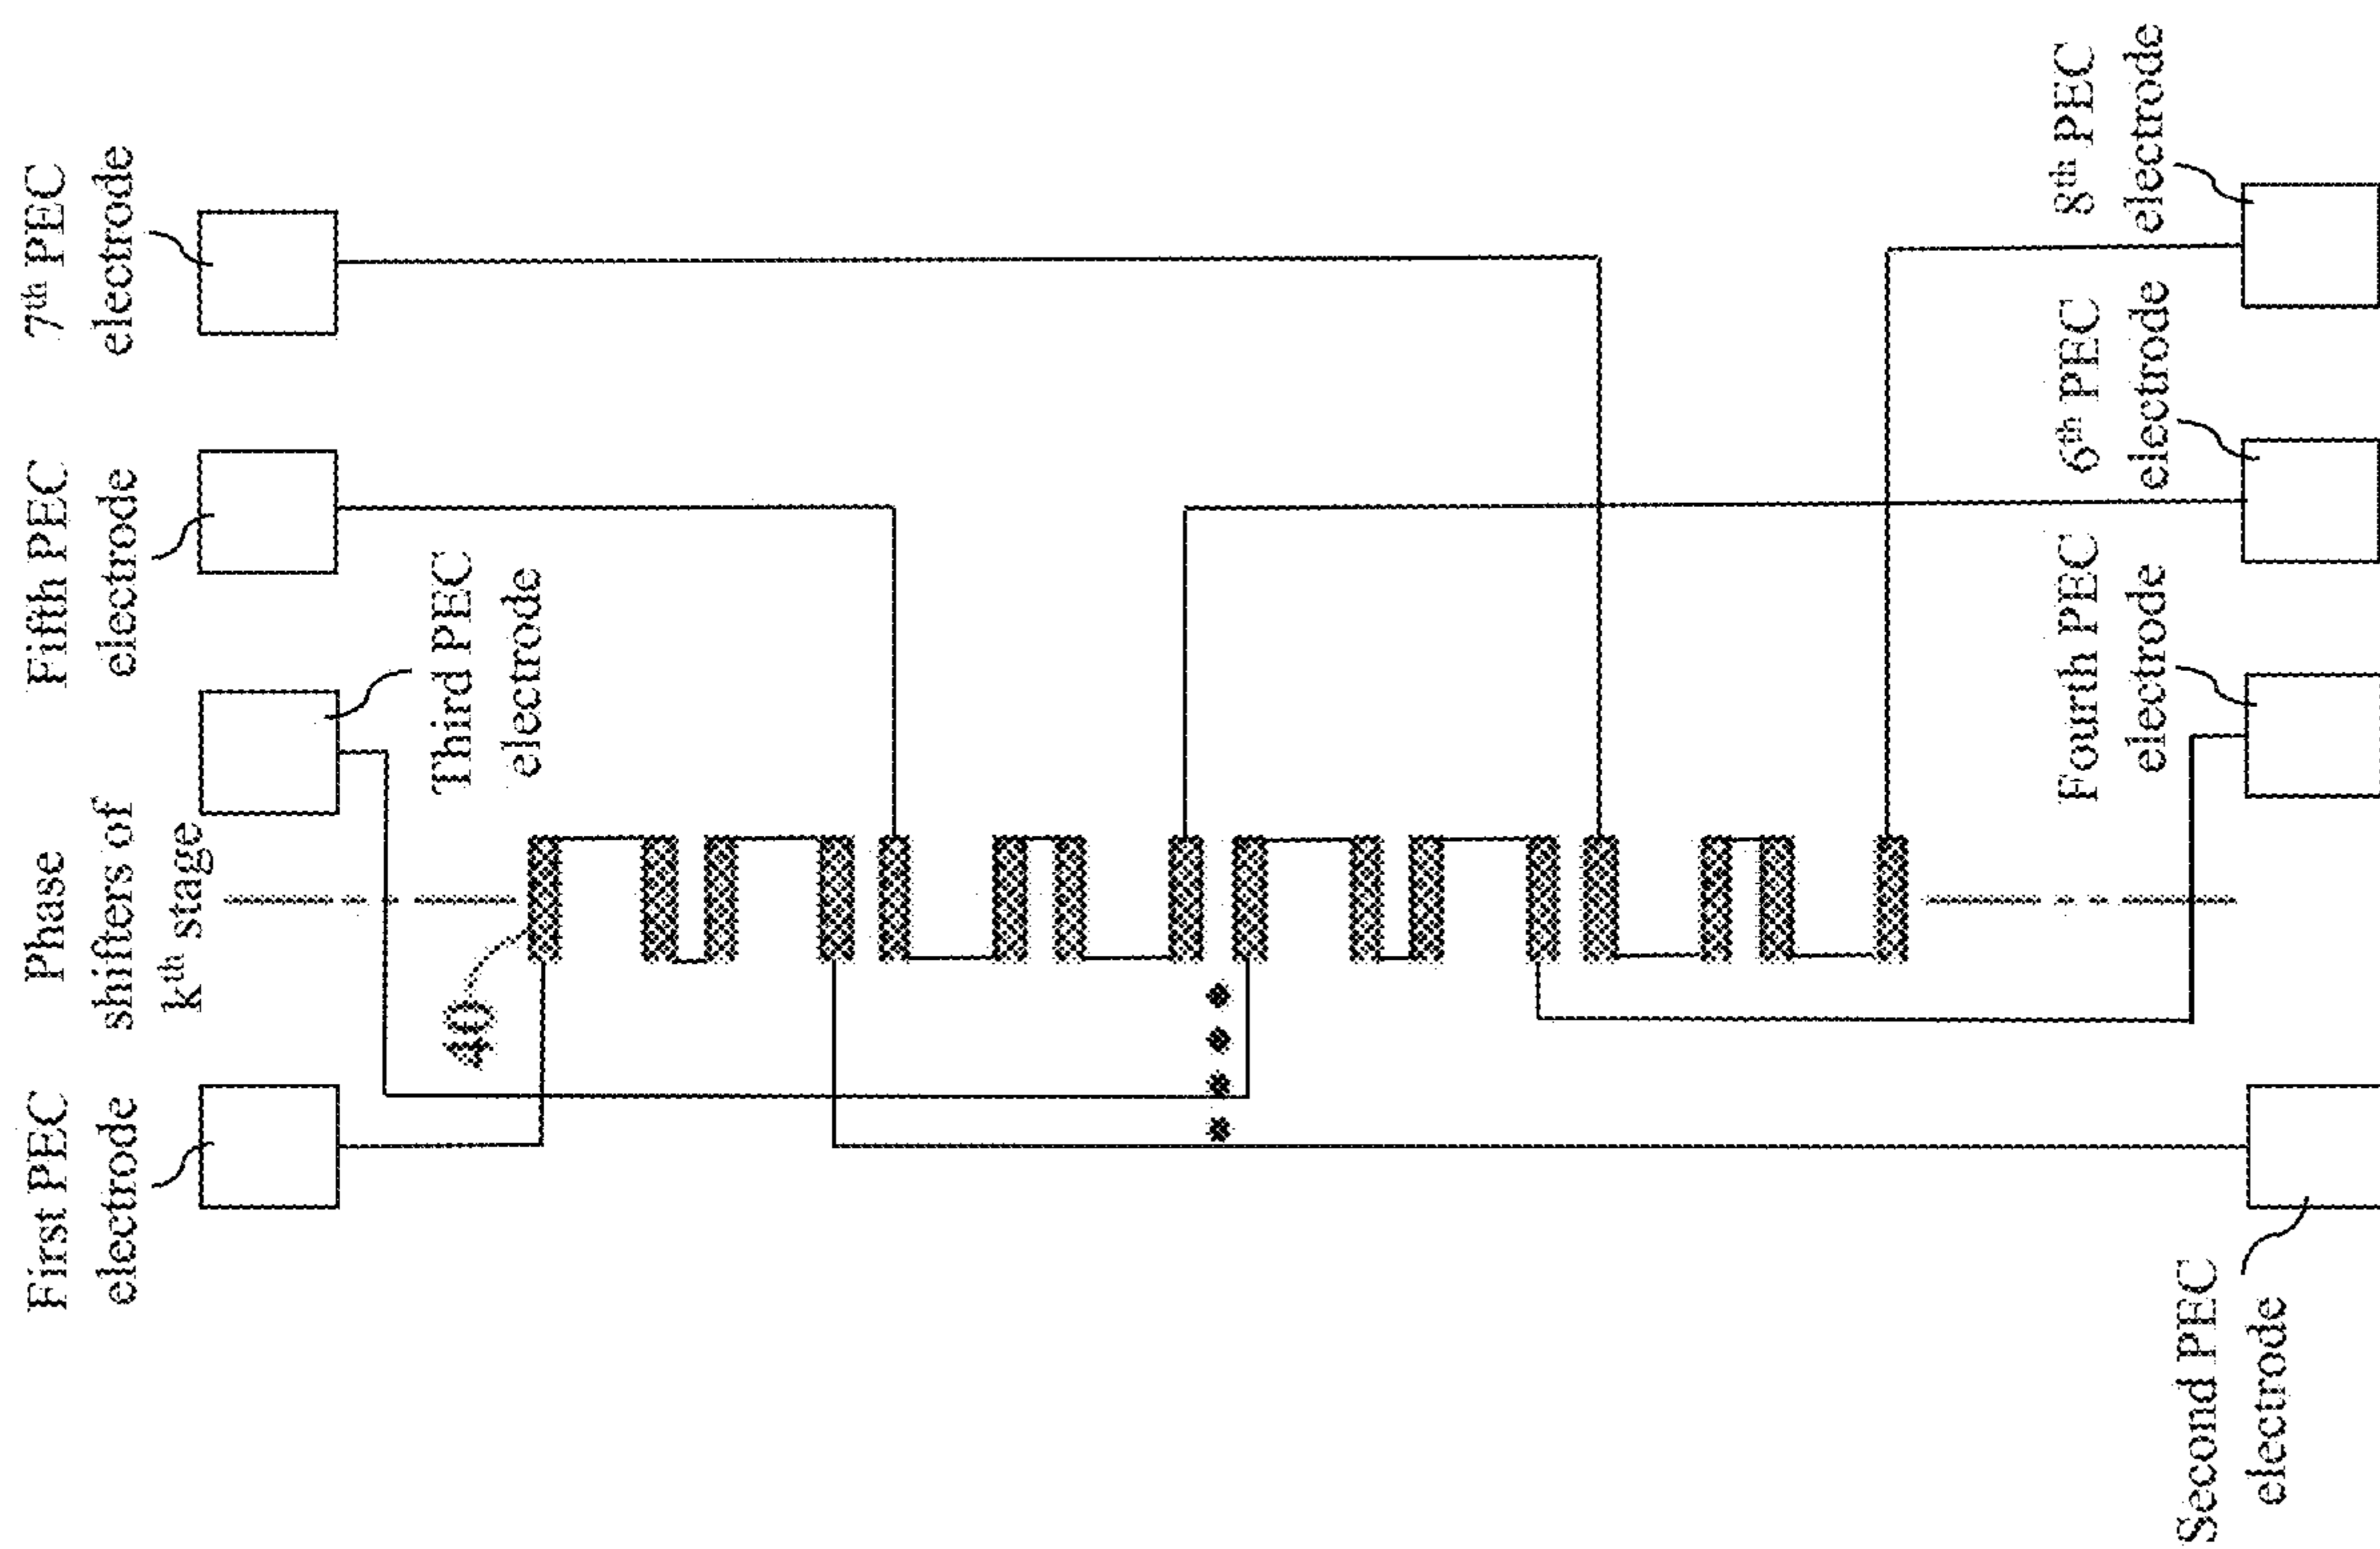 First PEC
electrode
Phase
shifters of
kth stage
Third PEC
electrode
Fifth PEC
electrode
7th PEC
electrode
40
Second PEC
electrode
Fourth PEC
electrode
6th PEC
electrode
8th PEC
electrode